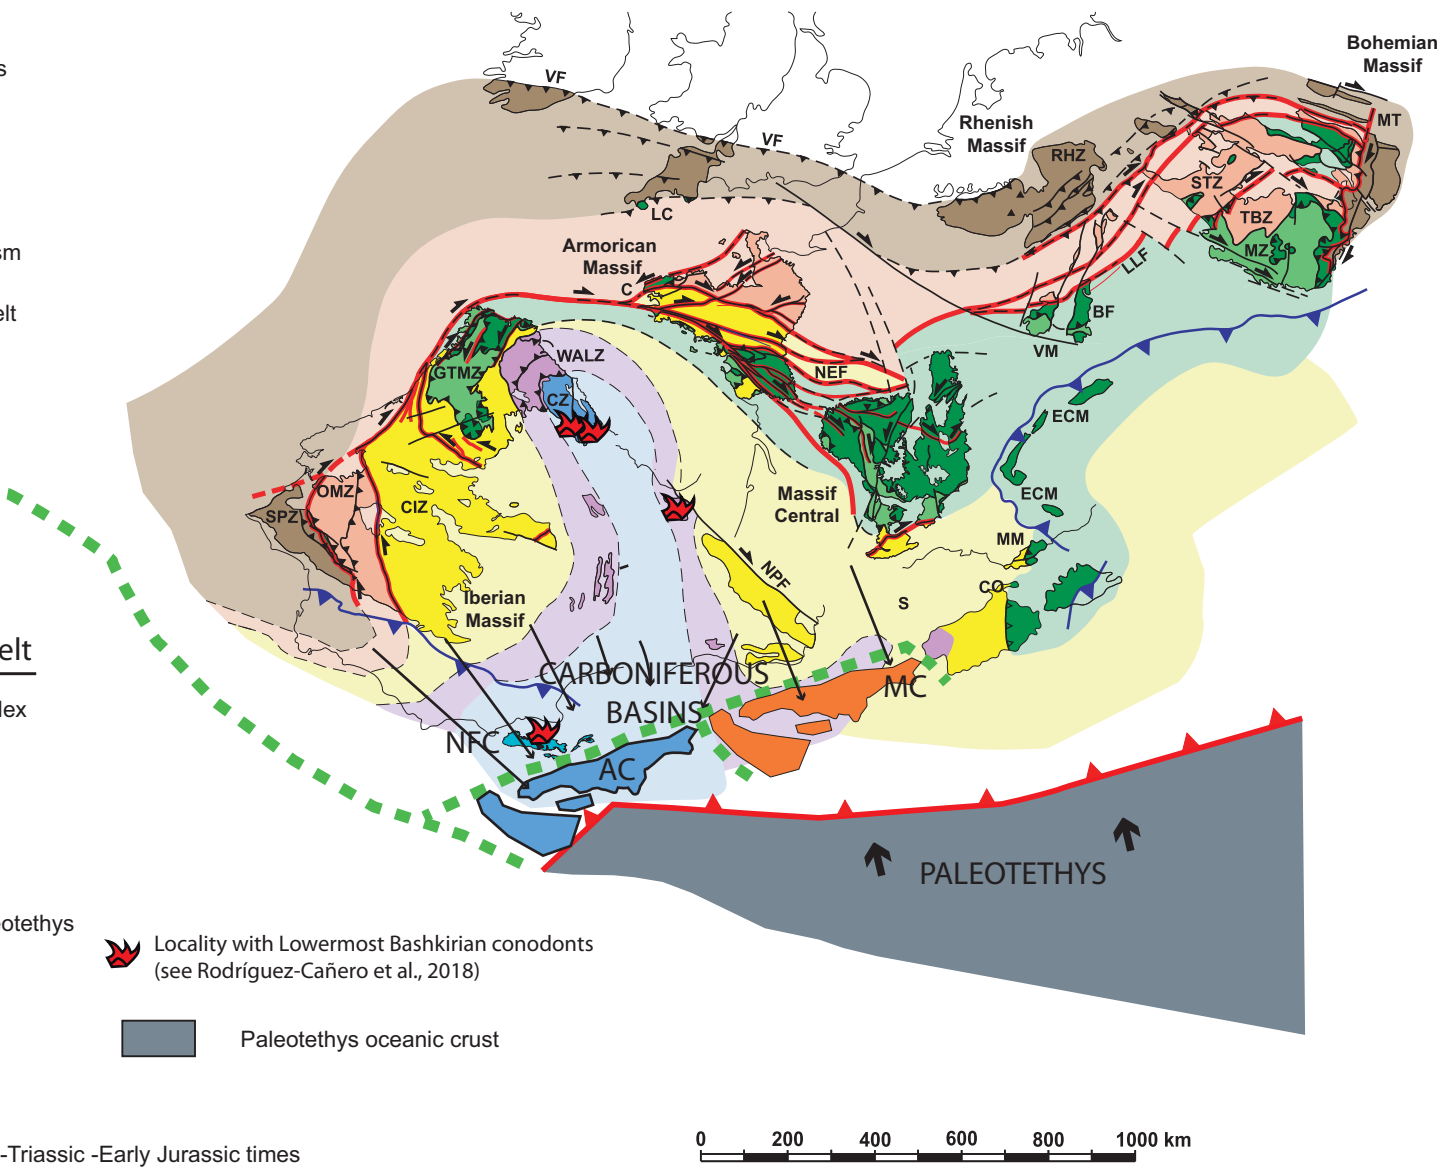 Bohemian
Massif
s
VF
VF
Rhenish
Massif
MT
RHZ
STZ
LC
TBZ
Armorican
Massif
MZ
sm
LLF
C
elt
BF
VM
WALZ
GTMZ
NEF
CZ
ECM
OMZ
Massif
Central
ECM
CIZ
SPZ
MM
NPF
CO
Iberian
Massif
S
elt
CARBONIFEROUS
BASINS
MC
lex
NFC
AC
PALEOTETHYS
eotethys
Locality with Lowermost Bashkirian conodonts
(see Rodríguez-Cañero et al., 2018)
Paleotethys oceanic crust
-Triassic -Early Jurassic times
0 200 400 600 800 1000 km